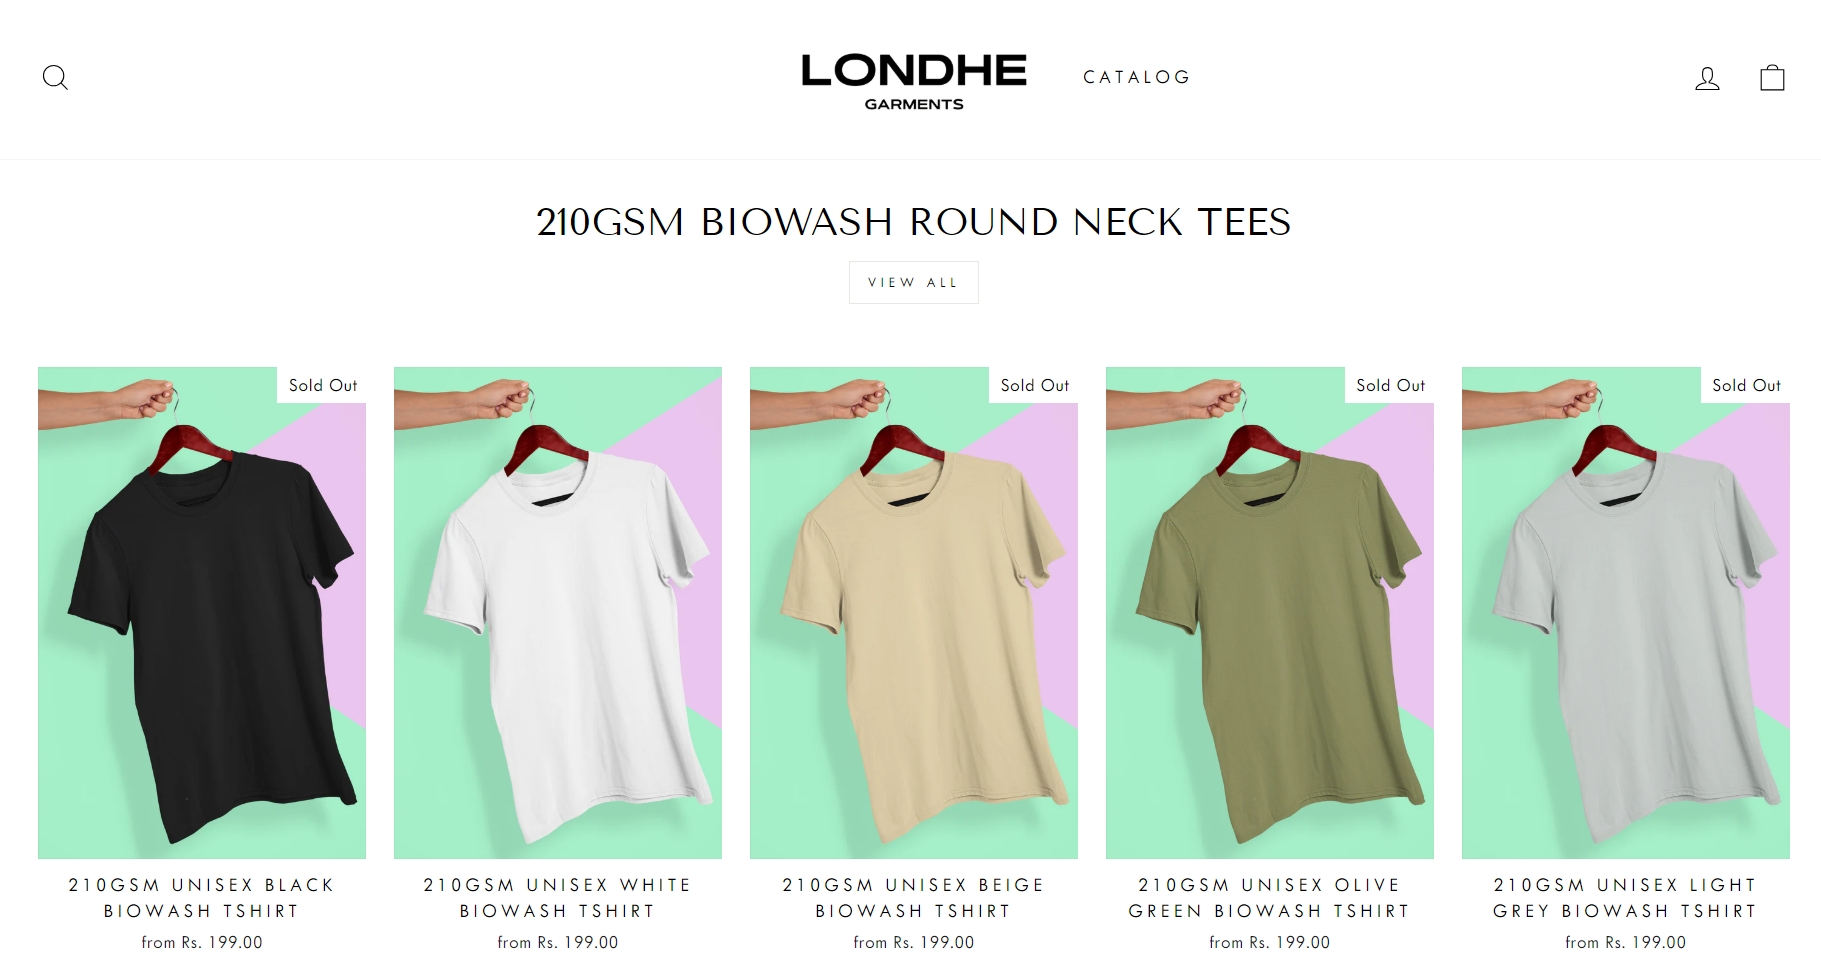 LONDHE
GARMENTS
CATALOG
210GSM BIOWASH ROUND NECK TEES
VIEW ALL
Sold Out
Sold Out
Sold Out
Sold Out
210GSM UNISEX BLACK
BIOWASH TSHIRT
from Rs. 199.00
210GSM UNISEX WHITE
BIOWASH TSHIRT
from Rs. 199.00
210GSM UNISEX BEIGE
BIOWASH TSHIRT
from Rs. 199.00
210GSM UNISEX OLIVE
GREEN BIOWASH TSHIRT
from Rs. 199.00
210GSM UNISEX LIGHT
GREY BIOWASH TSHIRT
from Rs. 199.00